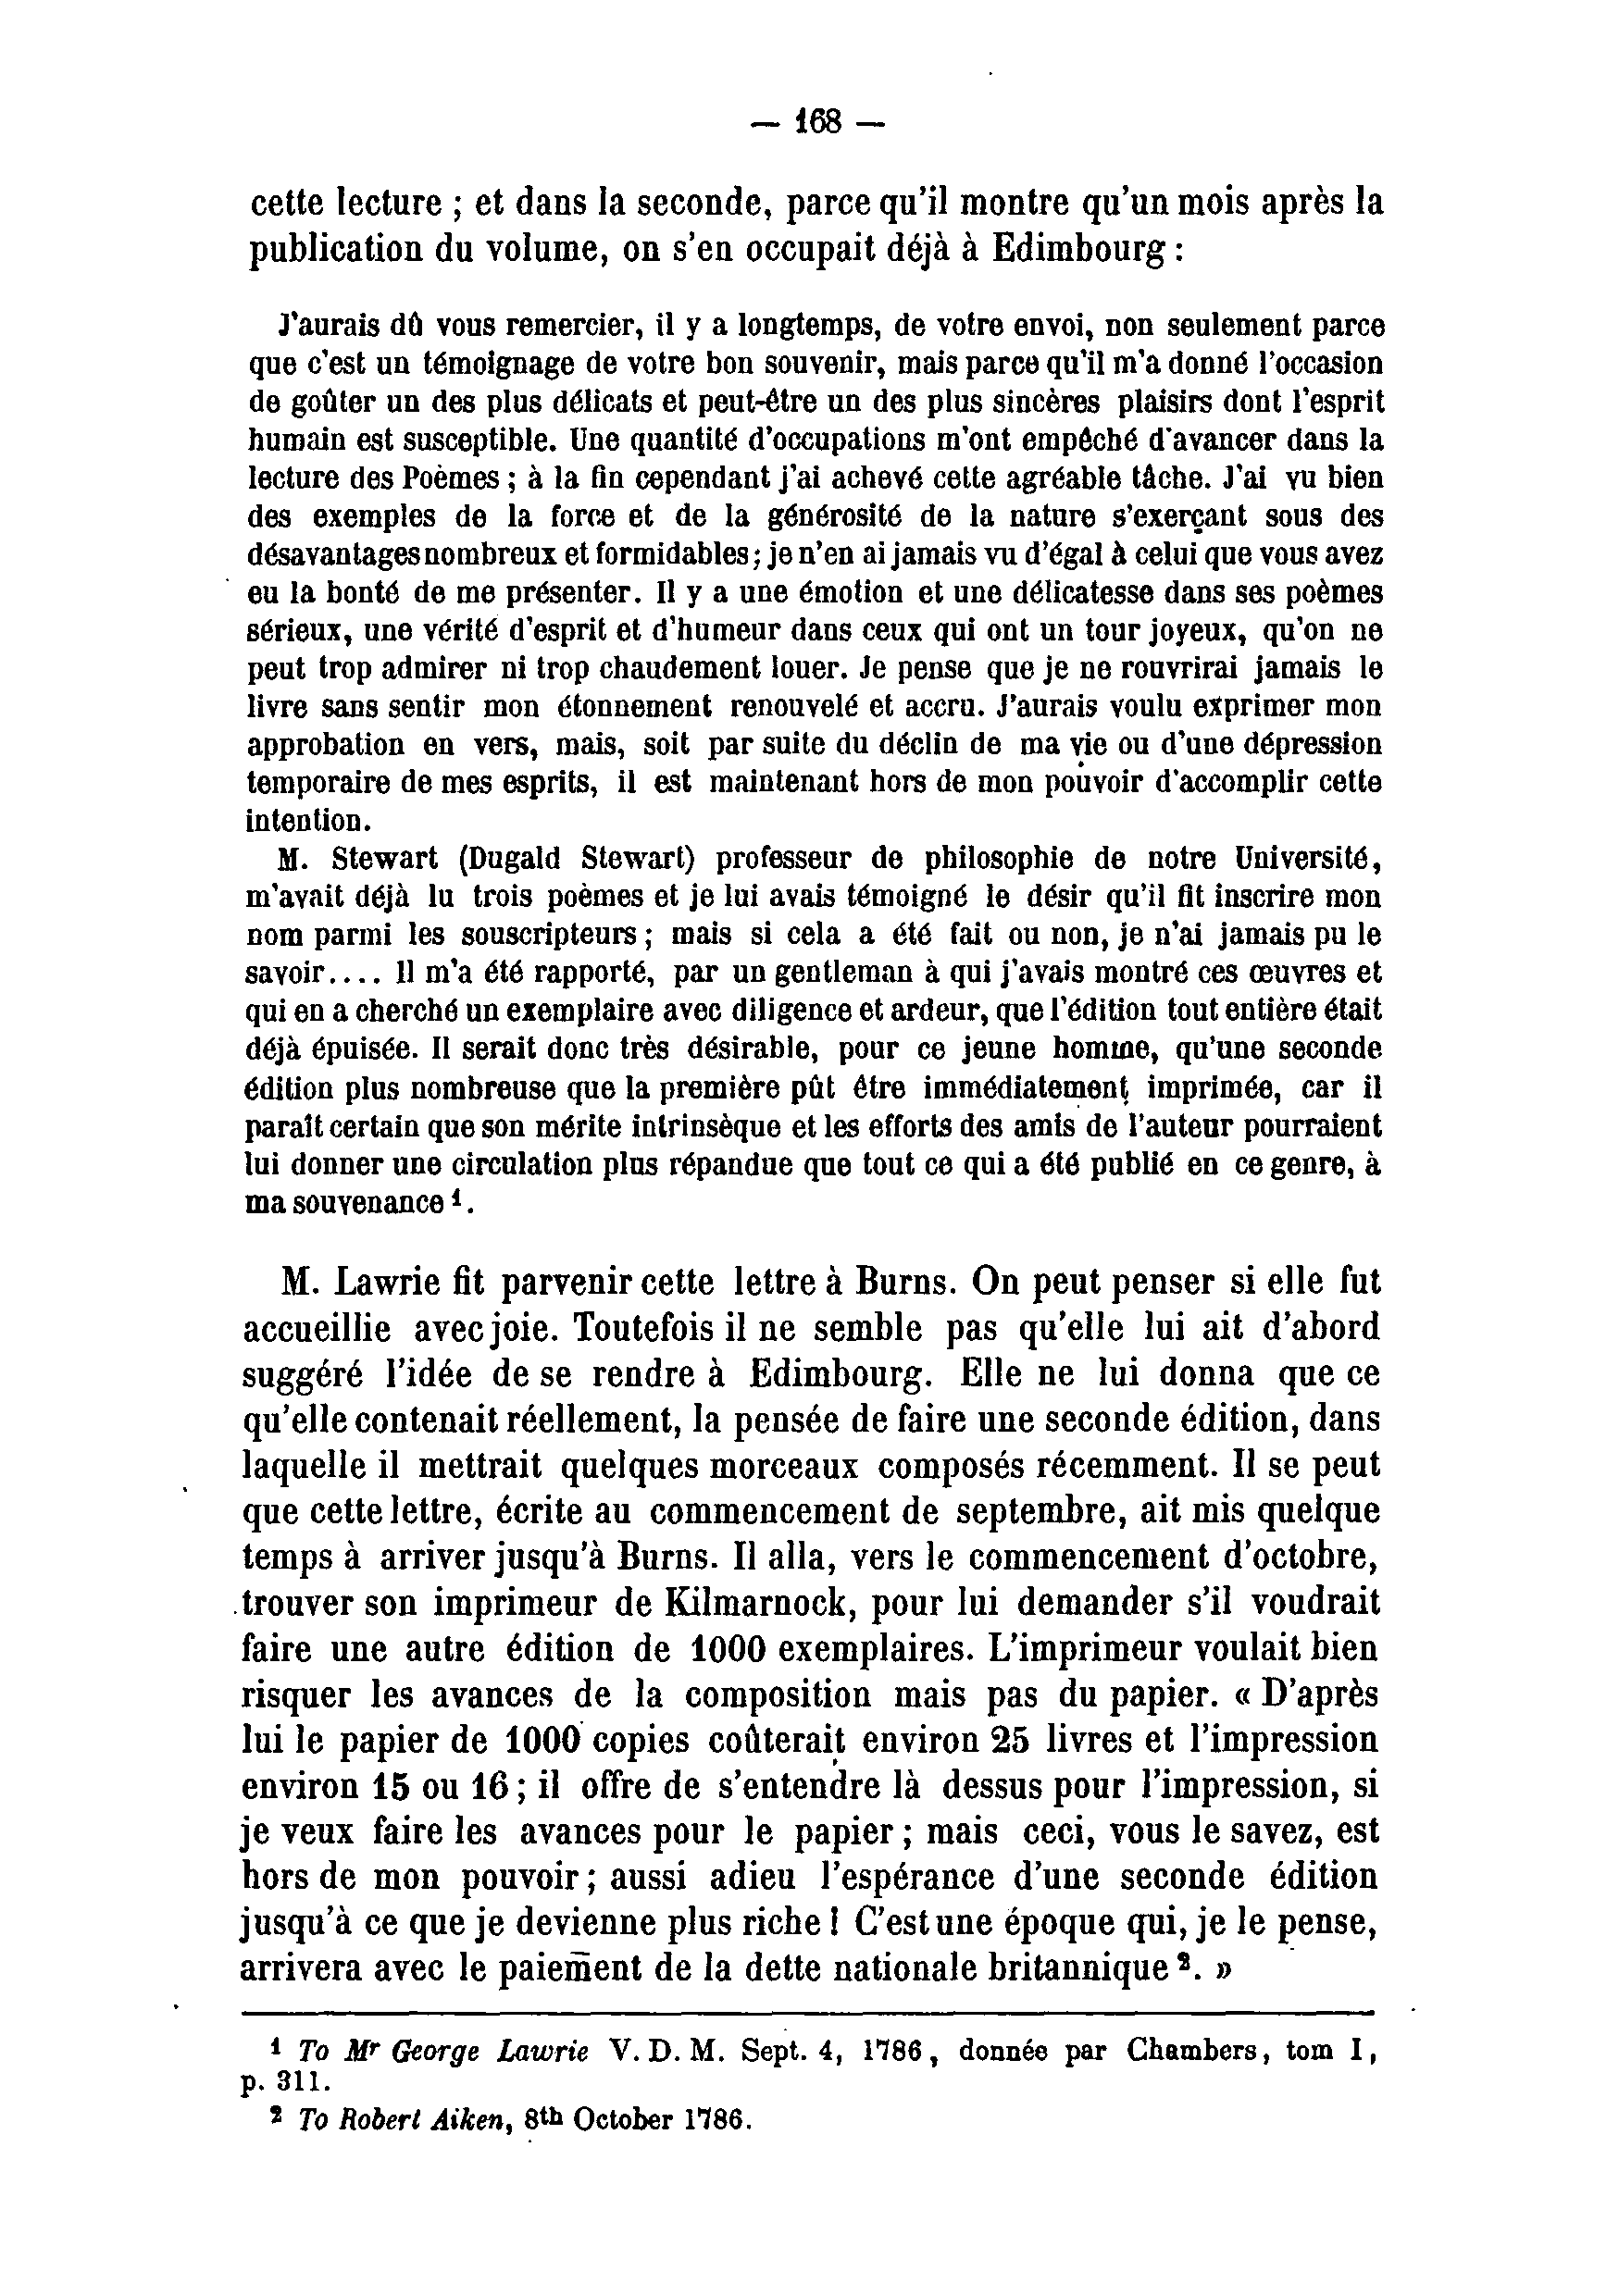 — 168 —
cette lecture ; et dans la seconde, parce qu'il montre qu'un mois après la
publication du volume, on s'en occupait déjà à Edimbourg :
J'aurais dû vous remercier, il y a longtemps, de votre envoi, non seulement parce
que c'est un témoignage de votre bon souvenir, mais parce qu'il m'a donné l'occasion
de goûter un des plus délicats et peut-être un des plus sincères plaisirs dont l'esprit
humain est susceptible. Une quantité d'occupations m'ont empêché d'avancer dans la
lecture des Poèmes ; à la fin cependant j'ai achevé cette agréable tâche. J'ai vu bien
des exemples de la force et de la générosité de la nature s'exerçant sous des
désavantages nombreux et formidables ; je n'en ai jamais vu d'égal à celui que vous avez
eu la bonté de me présenter. Il y a une émotion et une délicatesse dans ses poèmes
sérieux, une vérité d'esprit et d'humeur dans ceux qui ont un tour joyeux, qu'on ne
peut trop admirer ni trop chaudement louer. Je pense que je ne rouvrirai jamais le
livre sans sentir mon étonnement renouvelé et accru. J'aurais voulu exprimer mon
approbation en vers, mais, soit par suite du déclin de ma vie ou d'une dépression
temporaire de mes esprits, il est maintenant hors de mon pouvoir d'accomplir cette
intention.
M. Stewart (Dugald Stewart) professeur de philosophie de notre Université,
m'avait déjà lu trois poèmes et je lui avais témoigné le désir qu'il fît inscrire mon
nom parmi les souscripteurs ; mais si cela a été fait ou non, je n'ai jamais pu le
savoir.... Il m'a été rapporté, par un gentleman à qui j'avais montré ces œuvres et
qui en a cherché un exemplaire avec diligence et ardeur, que l'édition tout entière était
déjà épuisée. Il serait donc très désirable, pour ce jeune homme, qu'une seconde
édition plus nombreuse que la première pût être immédiatement imprimée, car il
paraît certain que son mérite intrinsèque et les efforts des amis de l'auteur pourraient
lui donner une circulation plus répandue que tout ce qui a été publié en ce genre, à
ma souvenance ¹.
M. Lawrie fit parvenir cette lettre à Burns. On peut penser si elle fut
accueillie avec joie. Toutefois il ne semble pas qu'elle lui ait d'abord
suggéré l'idée de se rendre à Edimbourg. Elle ne lui donna que ce
qu'elle contenait réellement, la pensée de faire une seconde édition, dans
laquelle il mettrait quelques morceaux composés récemment. Il se peut
que cette lettre, écrite au commencement de septembre, ait mis quelque
temps à arriver jusqu'à Burns. Il alla, vers le commencement d'octobre,
trouver son imprimeur de Kilmarnock, pour lui demander s'il voudrait
faire une autre édition de 1000 exemplaires. L'imprimeur voulait bien
risquer les avances de la composition mais pas du papier. « D'après
lui le papier de 1000 copies coûterait environ 25 livres et l'impression
environ 15 ou 16 ; il offre de s'entendre là dessus pour l'impression, si
je veux faire les avances pour le papier ; mais ceci, vous le savez, est
hors de mon pouvoir ; aussi adieu l'espérance d'une seconde édition
jusqu'à ce que je devienne plus riche ! C'est une époque qui, je le pense,
arrivera avec le paiement de la dette nationale britannique ². »
¹ To Mr George Lawrie V. D. M. Sept. 4, 1786, donnée par Chambers, tom I,
p. 311.
² To Robert Aiken, 8th October 1786.